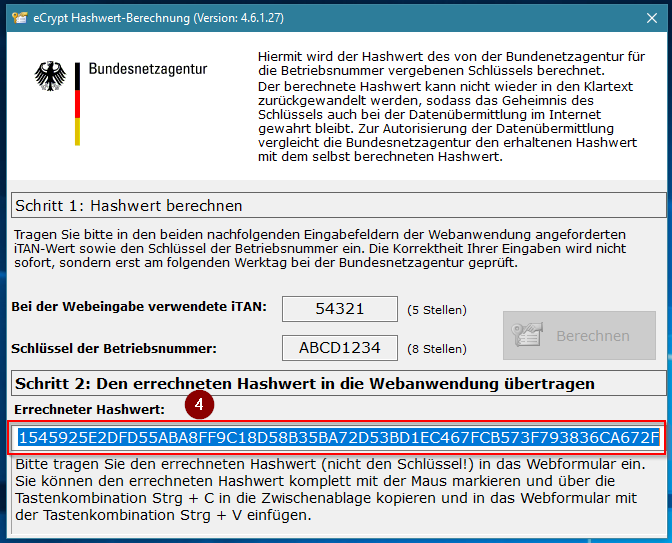 eCrypt Hashwert-Berechnung (Version: 4.6.1.27)
Bundesnetzagentur
Hiermit wird der Hashwert des von der Bundenetzagentur für
die Betriebsnummer vergebenen Schlüssels berechnet.
Der berechnete Hashwert kann nicht wieder in den Klartext
zurückgewandelt werden, sodass das Geheimnis des
Schlüssels auch bei der Datenübermittlung im Internet
gewahrt bleibt. Zur Autorisierung der Datenübermittlung
vergleicht die Bundesnetzagentur den erhaltenen Hashwert
mit dem selbst berechneten Hashwert.
Schritt 1: Hashwert berechnen
Tragen Sie bitte in den beiden nachfolgenden Eingabefeldern der Webanwendung angeforderten
iTAN-Wert sowie den Schlüssel der Betriebsnummer ein. Die Korrektheit Ihrer Eingaben wird nicht
sofort, sondern erst am folgenden Werktag bei der Bundesnetzagentur geprüft.
Bei der Webeingabe verwendete iTAN: 54321 (5 Stellen)
Schlüssel der Betriebsnummer: ABCD1234 (8 Stellen)
Berechnen
Schritt 2: Den errechneten Hashwert in die Webanwendung übertragen
Errechneter Hashwert: 4
1545925E2DFD55ABA8FF9C18D58B35BA72D53BD1EC467FCB573F793836CA672F
Bitte tragen Sie den errechneten Hashwert (nicht den Schlüssel!) in das Webformular ein.
Sie können den errechneten Hashwert komplett mit der Maus markieren und über die
Tastenkombination Strg + C in die Zwischenablage kopieren und in das Webformular mit
der Tastenkombination Strg + V einfügen.